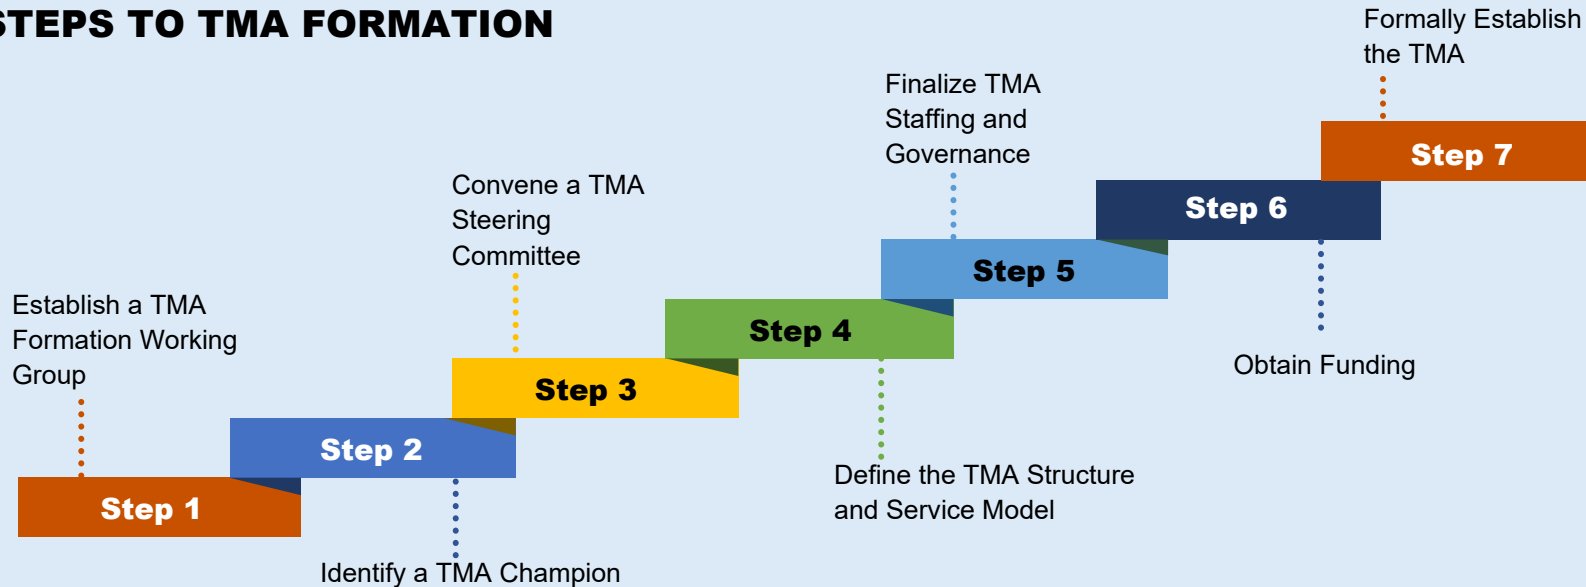 STEPS TO TMA FORMATION
Establish a TMA
Formation Working
Group
Step 1
Step 2
Identify a TMA Champion
Convene a TMA
Steering
Committee
Step 3
Step 4
Define the TMA Structure
and Service Model
Finalize TMA
Staffing and
Governance
Step 5
Step 6
Obtain Funding
Formally Establish
the TMA
Step 7